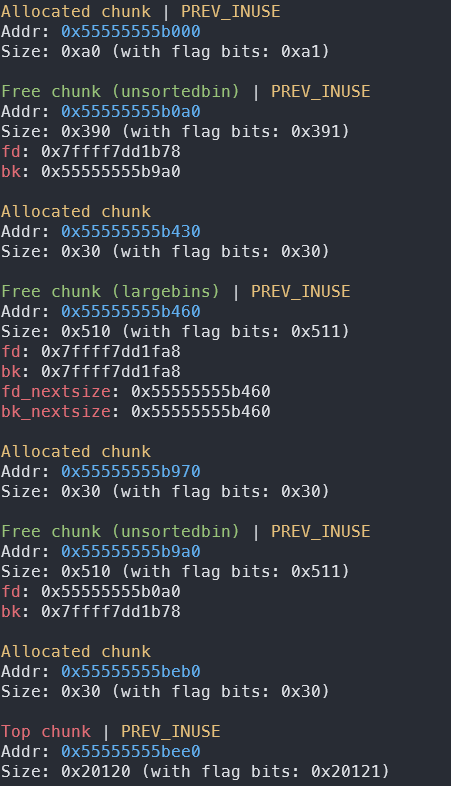 Allocated chunk | PREV_INUSE
Addr: 0x55555555b000
Size: 0xa0 (with flag bits: 0xa1)
Free chunk (unsortedbin) | PREV_INUSE
Addr: 0x55555555b0a0
Size: 0x390 (with flag bits: 0x391)
fd: 0x7ffff7dd1b78
bk: 0x55555555b9a0
Allocated chunk
Addr: 0x55555555b430
Size: 0x30 (with flag bits: 0x30)
Free chunk (largebins) | PREV_INUSE
Addr: 0x55555555b460
Size: 0x510 (with flag bits: 0x511)
fd: 0x7ffff7dd1fa8
bk: 0x7ffff7dd1fa8
fd_nextsize: 0x55555555b460
bk_nextsize: 0x55555555b460
Allocated chunk
Addr: 0x55555555b970
Size: 0x30 (with flag bits: 0x30)
Free chunk (unsortedbin) | PREV_INUSE
Addr: 0x55555555b9a0
Size: 0x510 (with flag bits: 0x511)
fd: 0x55555555b0a0
bk: 0x7ffff7dd1b78
Allocated chunk
Addr: 0x55555555beb0
Size: 0x30 (with flag bits: 0x30)
Top chunk | PREV_INUSE
Addr: 0x55555555bee0
Size: 0x20120 (with flag bits: 0x20121)